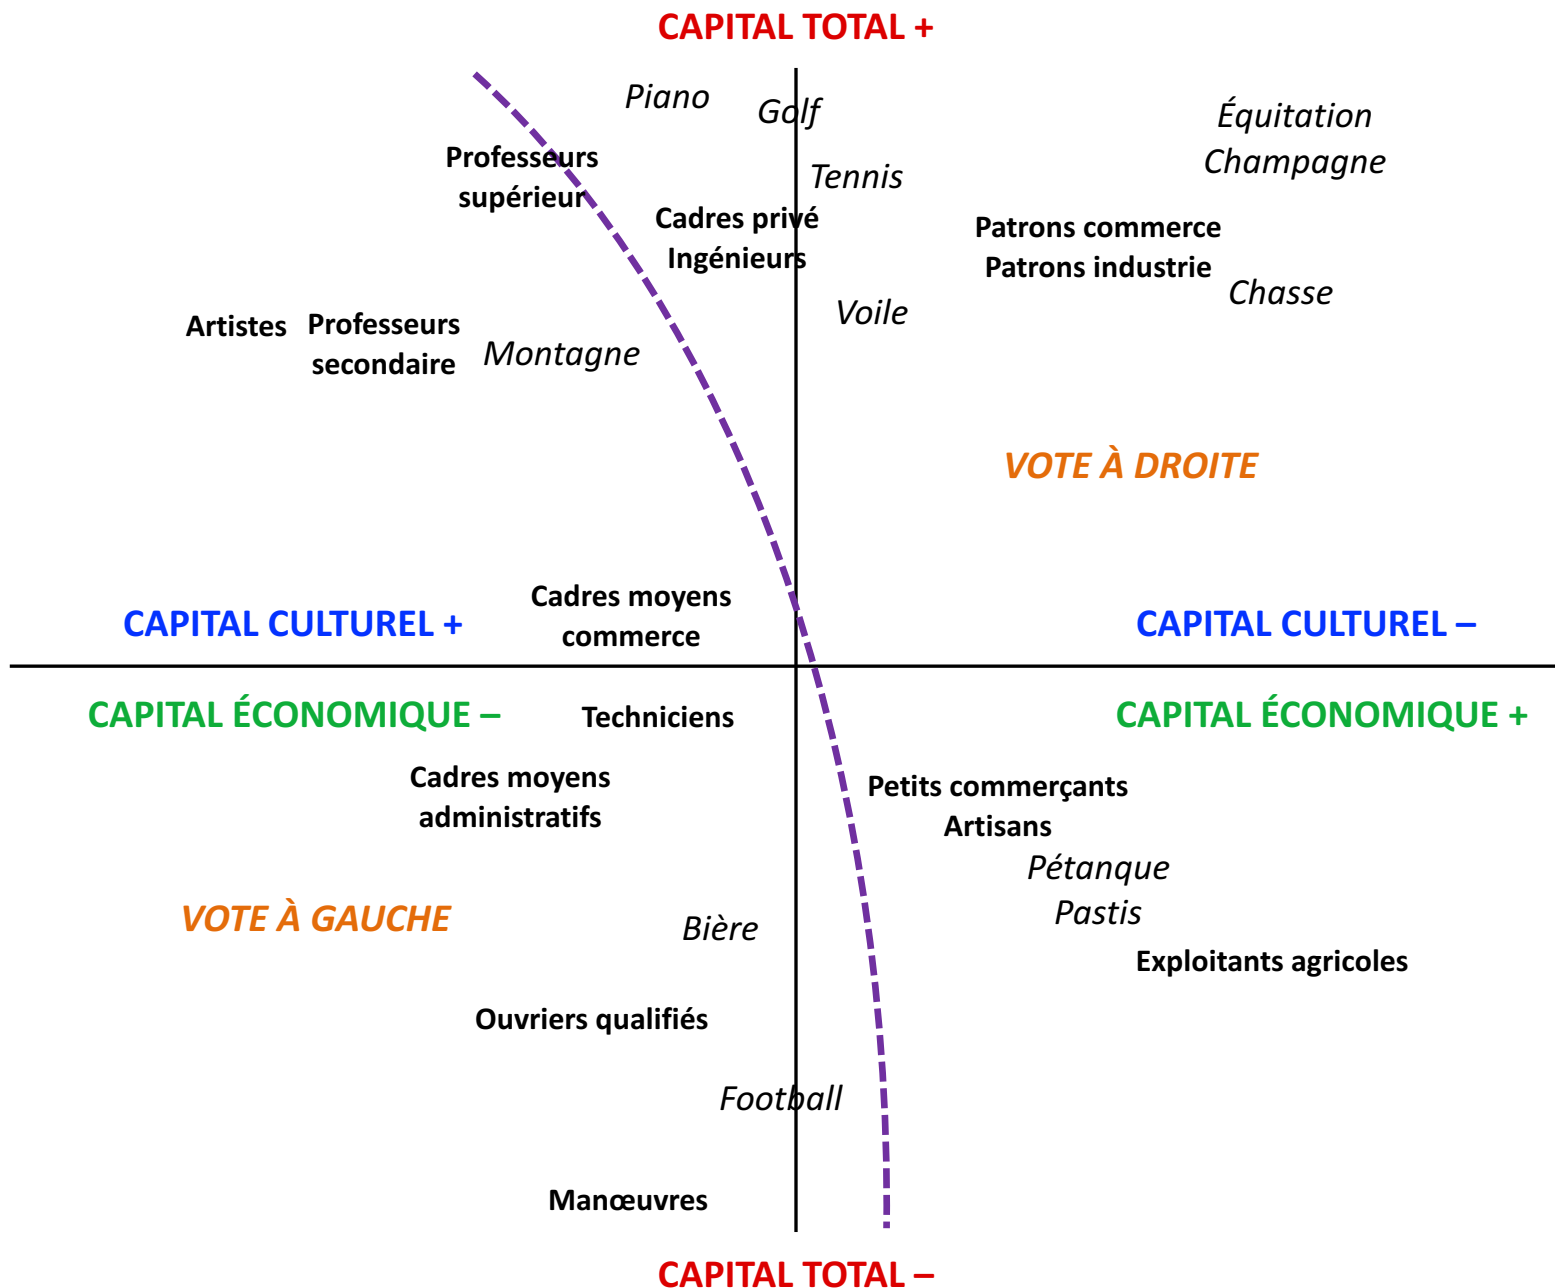 CAPITAL TOTAL +
Piano
Golf
Équitation
Champagne
Professeurs
supérieur
Tennis
Cadres privé
Ingénieurs
Patrons commerce
Patrons industrie
Chasse
Voile
Artistes
Professeurs
secondaire
Montagne
VOTE À DROITE
Cadres moyens
commerce
CAPITAL CULTUREL +
CAPITAL CULTUREL –
CAPITAL ÉCONOMIQUE –
Techniciens
CAPITAL ÉCONOMIQUE +
Cadres moyens
administratifs
Petits commerçants
Artisans
Pétanque
Pastis
VOTE À GAUCHE
Bière
Exploitants agricoles
Ouvriers qualifiés
Football
Manœuvres
CAPITAL TOTAL –